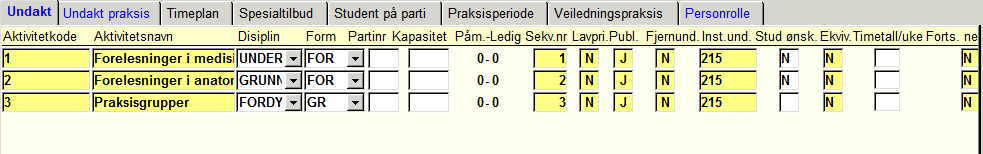 Undakt Undakt praksis Timeplan Spesialtilbud Student på parti Praksisperiode Veiledningspraksis Personrolle
Aktivitetkode Aktivitetsnavn Disiplin Form Partinr Kapasitet Påm.-Ledig Sekv.nr Lavpri. Publ. Fjernund. Inst.und. Stud ønsk. Ekviv. Timetall/uke Forts. ne
1 Forelesninger i medisi UNDER FOR 0-0 1 N J N 215 N N N
2 Forelesninger i anator GRUNN FOR 0-0 2 N J N 215 N N N
3 Praksisgrupper FORDY GR 0-0 3 N J N 215 N N